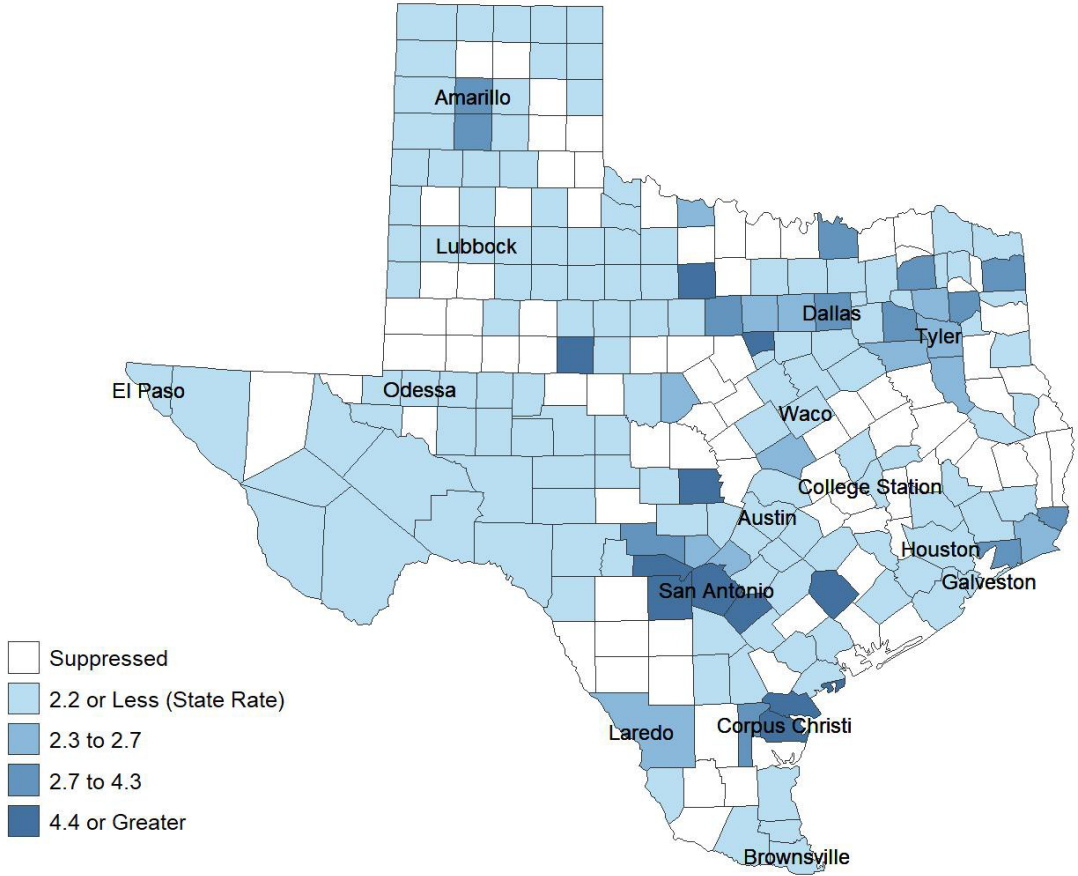 Amarillo
Lubbock
Dallas
Tyler
El Paso
Odessa
Waco
College Station
Austin
Houston
Galveston
San Antonio
Suppressed
2.2 or Less (State Rate)
2.3 to 2.7
2.7 to 4.3
4.4 or Greater
Laredo
Corpus Christi
Brownsville